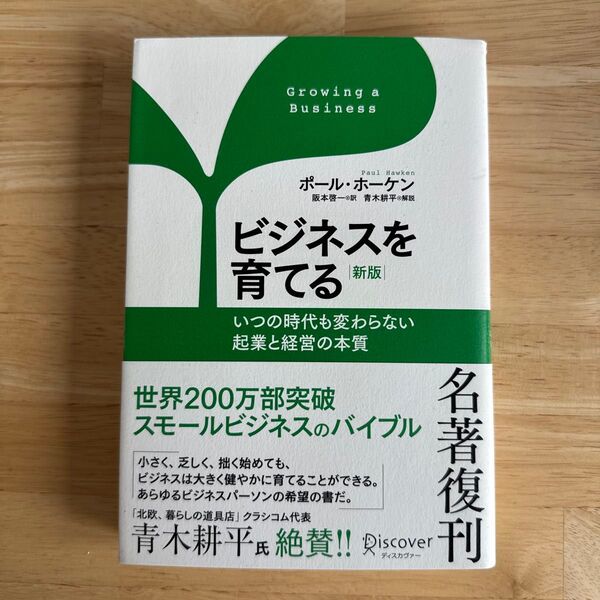 Growing a
Business
Paul Hawken
ポール・ホーケン
阪本啓一◎訳 青木耕平◎解説
ビジネスを
育てる
新版
いつの時代も変わらない
起業と経営の本質
世界200万部突破
スモールビジネスのバイブル
名著復刊
小さく、乏しく、拙く始めても、
ビジネスは大きく健やかに育てることができる。
あらゆるビジネスパーソンの希望の書だ。
「北欧、暮らしの道具店」クラシコム代表
青木耕平氏 絶賛!!
Discover
ディスカヴァー